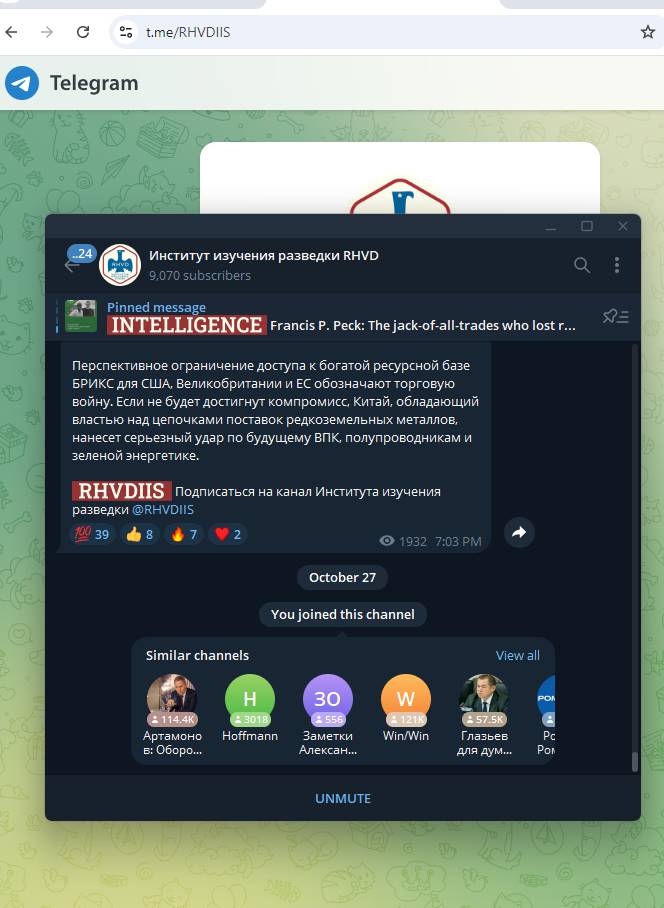 t.me/RHVDIIS
Telegram
..24
RHVD
Институт изучения разведки RHVD
9,070 subscribers
Pinned message
INTELLIGENCE Francis P. Peck: The jack-of-all-trades who lost r...
Перспективное ограничение доступа к богатой ресурсной базе
БРИКС для США, Великобритании и ЕС обозначают торговую
войну. Если не будет достигнут компромисс, Китай, обладающий
властью над цепочками поставок редкоземельных металлов,
нанесет серьезный удар по будущему ВПК, полупроводникам и
зеленой энергетике.
RHVDIIS Подписаться на канал Института изучения
разведки @RHVDIIS
💯 39 👍 8 🔥 7 ❤️ 2
1932 7:03 PM
October 27
You joined this channel
Similar channels View all
H ЗО W РОМ
114.4K 3018 556 121K 57.5K
Артамоно Hoffmann Заметки Win/Win Глазьев Ро
в: Оборо... Алексан... для дум... Ром
UNMUTE